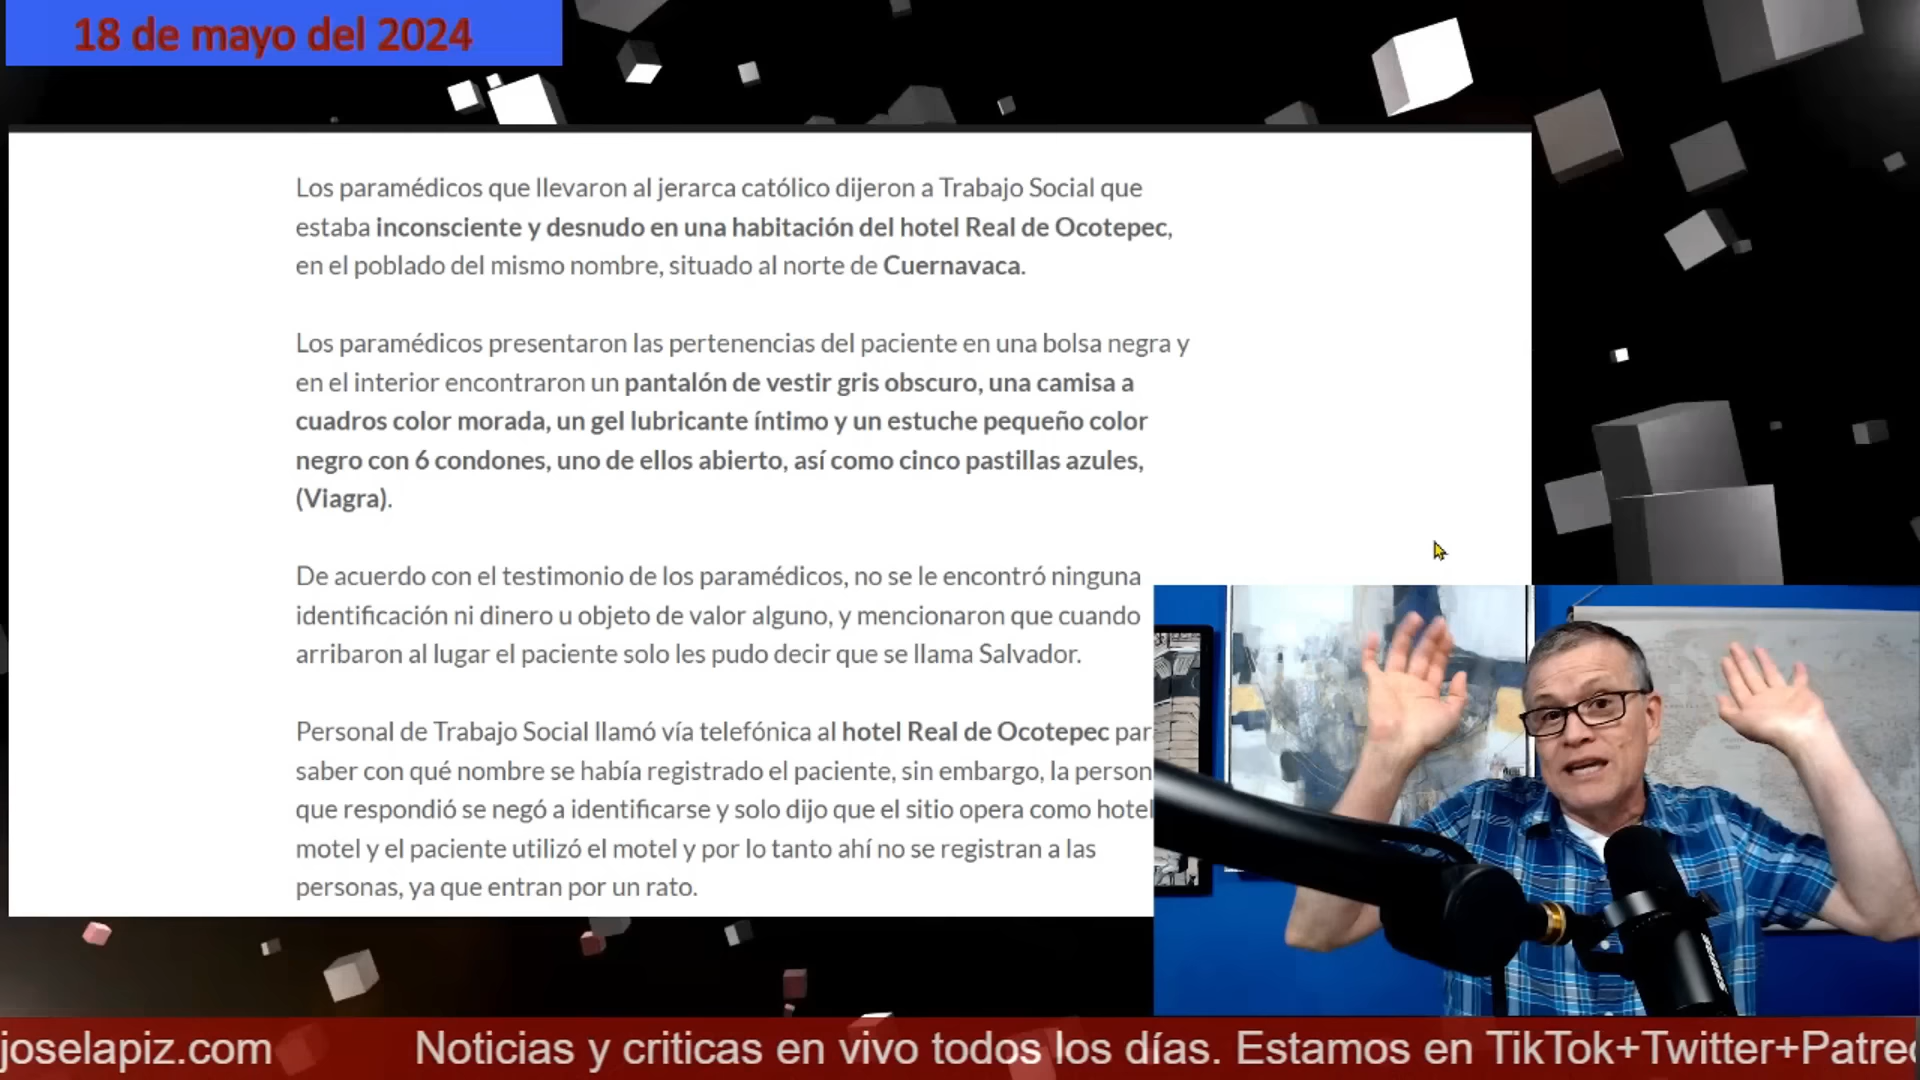 18 de mayo del 2024
Los paramédicos que llevaron al jerarca católico dijeron a Trabajo Social que
estaba inconsciente y desnudo en una habitación del hotel Real de Ocotepec,
en el poblado del mismo nombre, situado al norte de Cuernavaca.
Los paramédicos presentaron las pertenencias del paciente en una bolsa negra y
en el interior encontraron un pantalón de vestir gris obscuro, una camisa a
cuadros color morada, un gel lubricante íntimo y un estuche pequeño color
negro con 6 condones, uno de ellos abierto, así como cinco pastillas azules,
(Viagra).
De acuerdo con el testimonio de los paramédicos, no se le encontró ninguna
identificación ni dinero u objeto de valor alguno, y mencionaron que cuando
arribaron al lugar el paciente solo les pudo decir que se llama Salvador.
Personal de Trabajo Social llamó vía telefónica al hotel Real de Ocotepec par
saber con qué nombre se había registrado el paciente, sin embargo, la person
que respondió se negó a identificarse y solo dijo que el sitio opera como hotel
motel y el paciente utilizó el motel y por lo tanto ahí no se registran a las
personas, ya que entran por un rato.
joselapiz.com Noticias y criticas en vivo todos los días. Estamos en TikTok+Twitter+Patreo